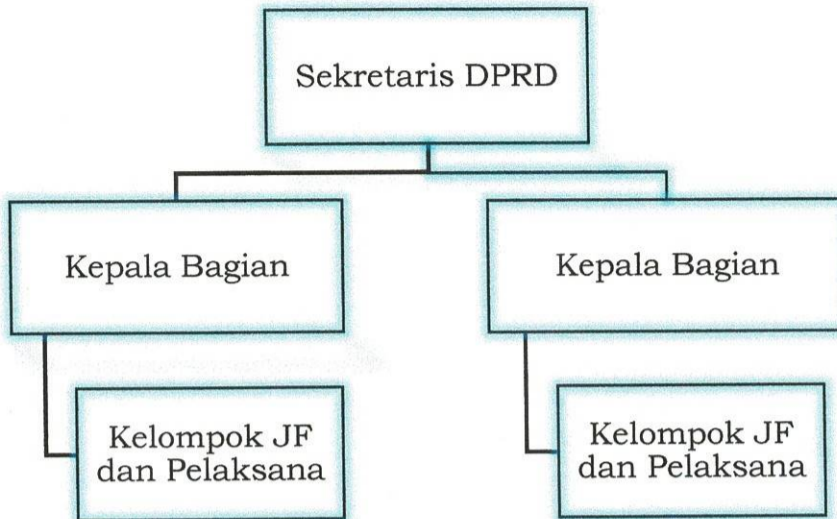 Sekretaris DPRD
Kepala Bagian
Kepala Bagian
Kelompok JF
dan Pelaksana
Kelompok JF
dan Pelaksana